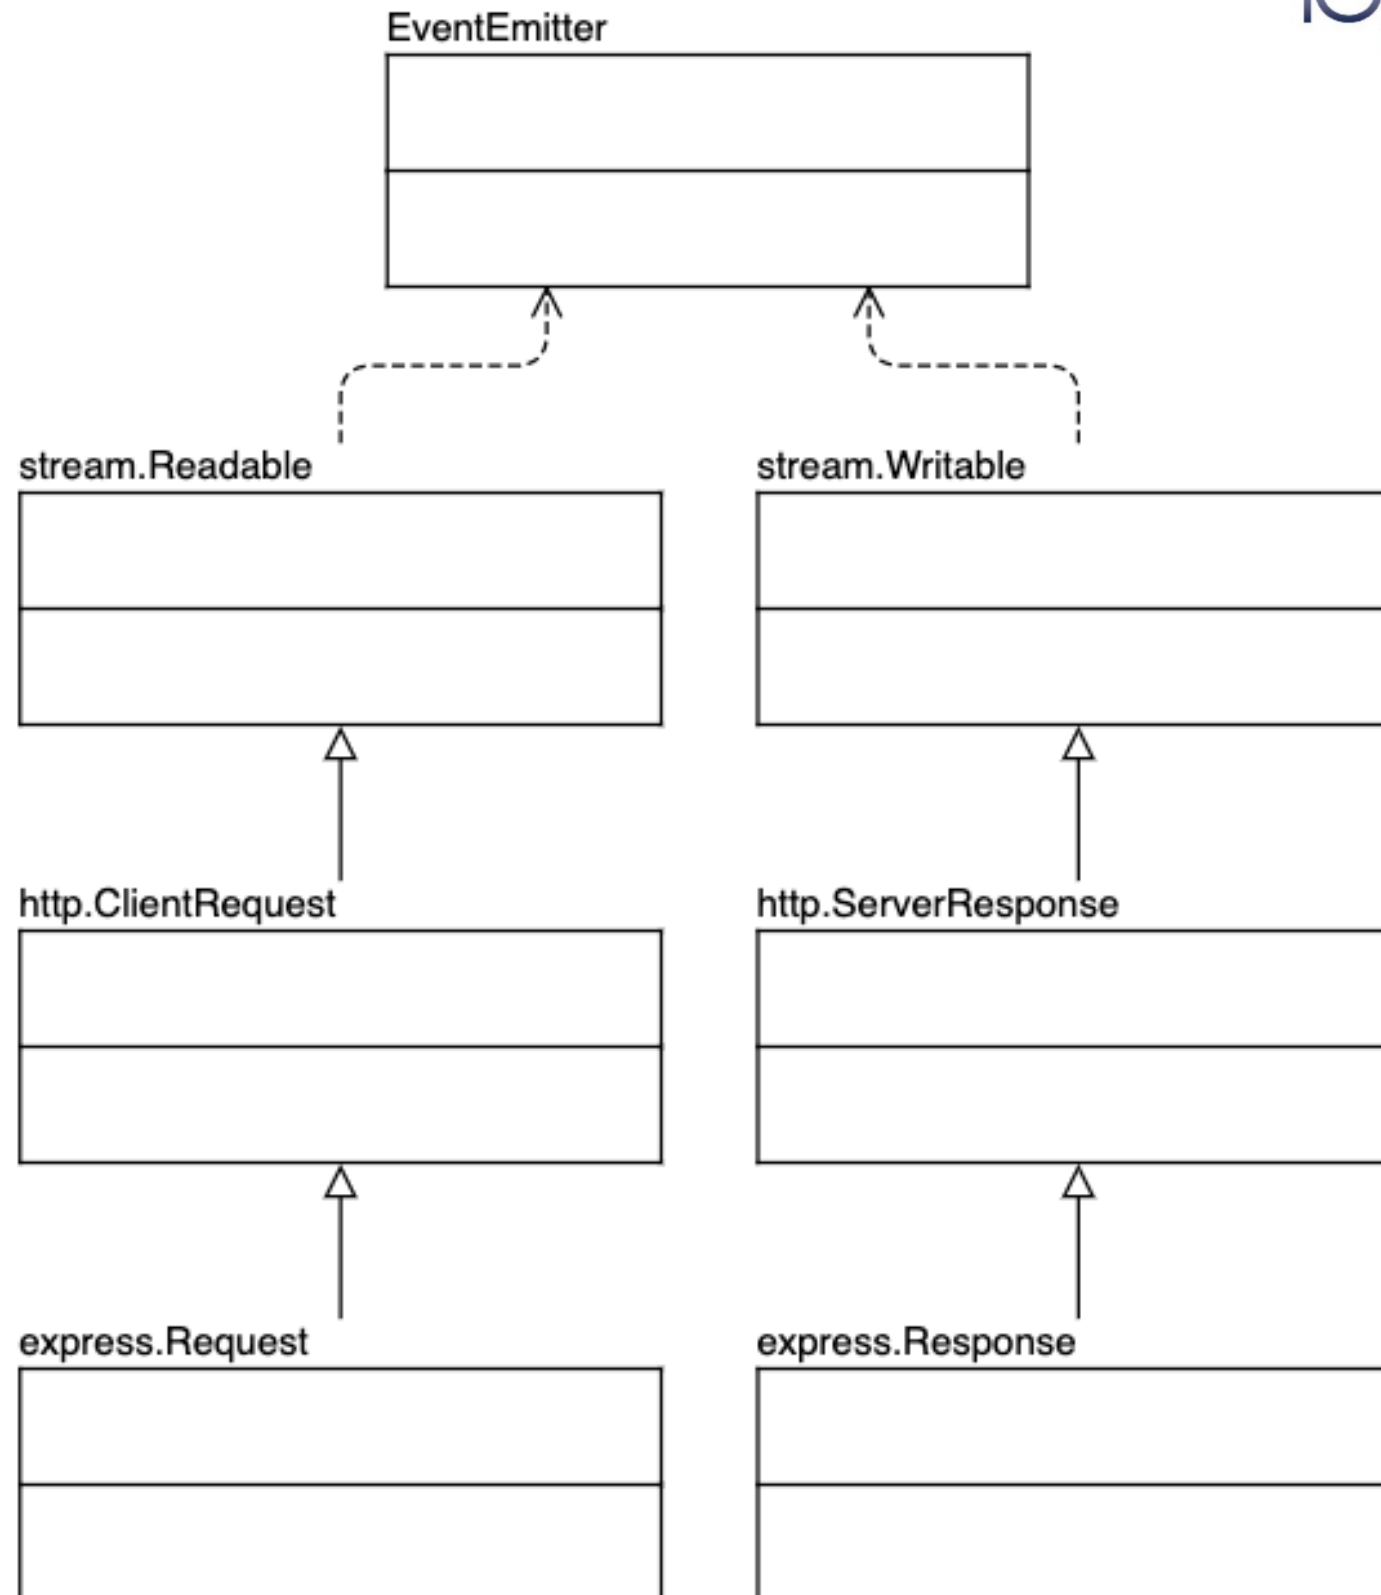 EventEmitter
stream.Readable
stream.Writable
http.ClientRequest
http.ServerResponse
express.Request
express.Response